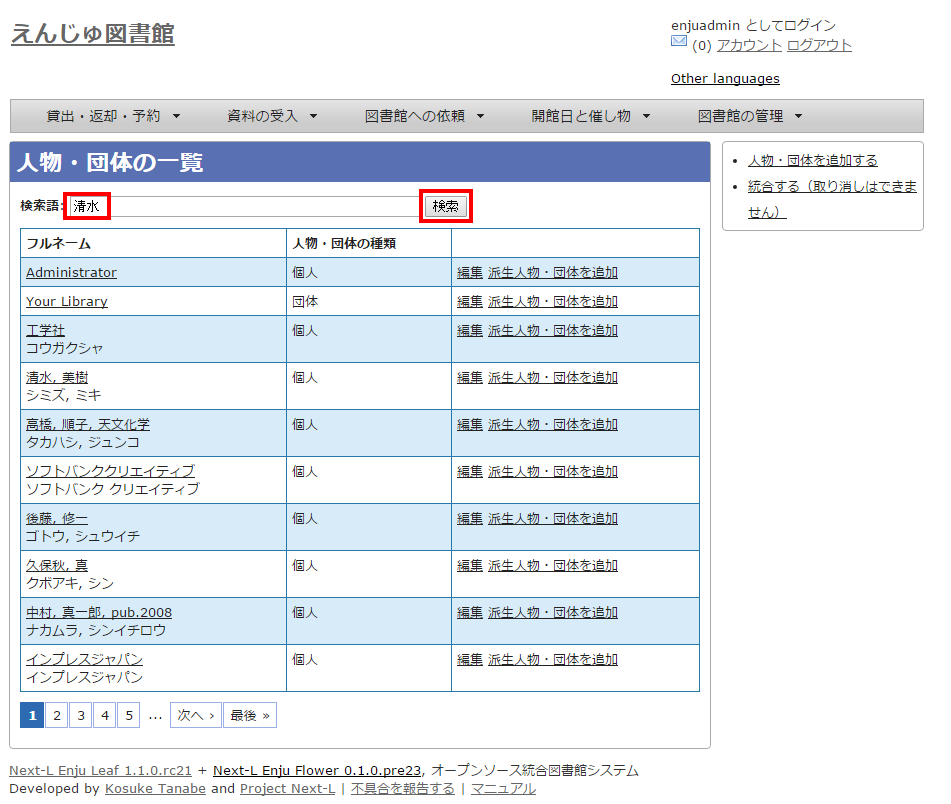 えんじゅ図書館
enjuadmin としてログイン
(0) アカウント ログアウト
Other languages
貸出・返却・予約 ▼ 資料の受入 ▼ 図書館への依頼 ▼ 開館日と催し物 ▼ 図書館の管理 ▼
人物・団体の一覧
検索語: 清水 検索
フルネーム 人物・団体の種類
Administrator 個人 編集 派生人物・団体を追加
Your Library 団体 編集 派生人物・団体を追加
工学社 個人 編集 派生人物・団体を追加
コウガクシャ
清水, 美樹 個人 編集 派生人物・団体を追加
シミズ, ミキ
高橋, 順子, 天文化学 個人 編集 派生人物・団体を追加
タカハシ, ジュンコ
ソフトバンククリエイティブ 個人 編集 派生人物・団体を追加
ソフトバンク クリエイティブ
後藤, 修一 個人 編集 派生人物・団体を追加
ゴトウ, シュウイチ
久保秋, 真 個人 編集 派生人物・団体を追加
クボアキ, シン
中村, 真一郎, pub.2008 個人 編集 派生人物・団体を追加
ナカムラ, シンイチロウ
インプレスジャパン 個人 編集 派生人物・団体を追加
インプレスジャパン
1 2 3 4 5 … 次へ › 最後 »
人物・団体を追加する
統合する（取り消しはできま
せん）
Next-L Enju Leaf 1.1.0.rc21 + Next-L Enju Flower 0.1.0.pre23, オープンソース統合図書館システム
Developed by Kosuke Tanabe and Project Next-L | 不具合を報告する | マニュアル